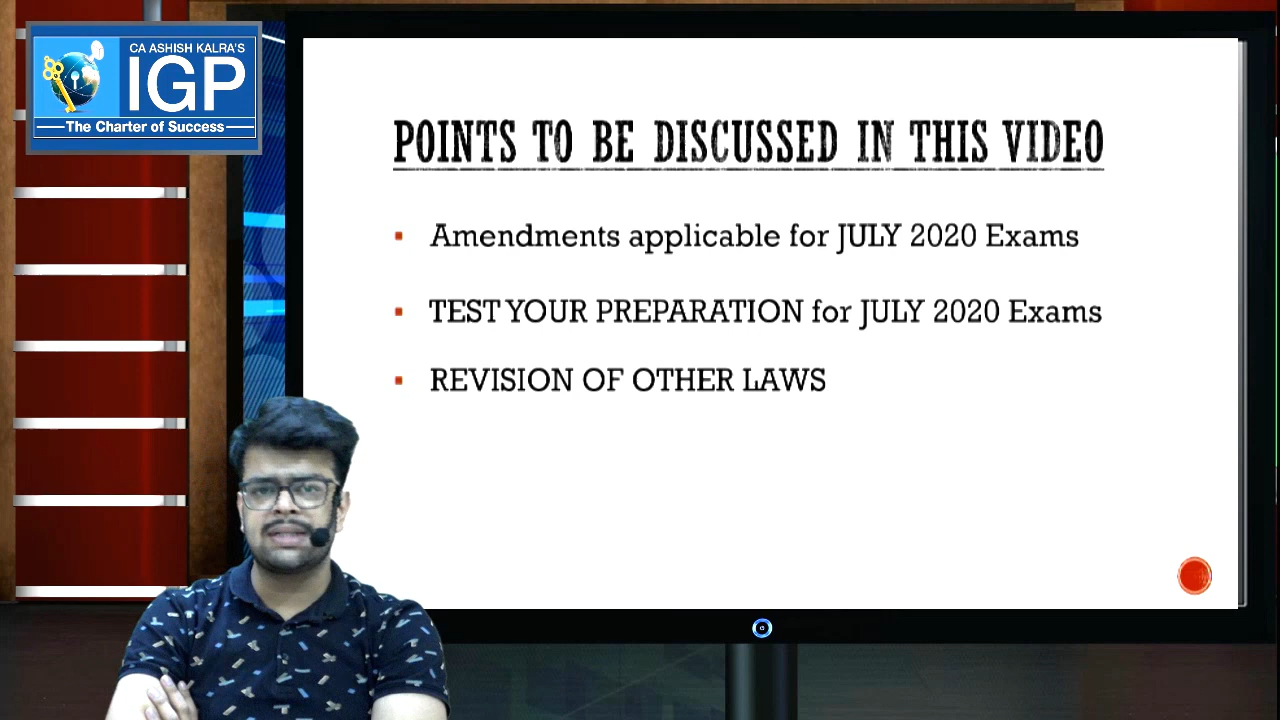 CA ASHISH KALRA'S
IGP
The Charter of Success
POINTS TO BE DISCUSSED IN THIS VIDEO
Amendments applicable for JULY 2020 Exams
TEST YOUR PREPARATION for JULY 2020 Exams
REVISION OF OTHER LAWS